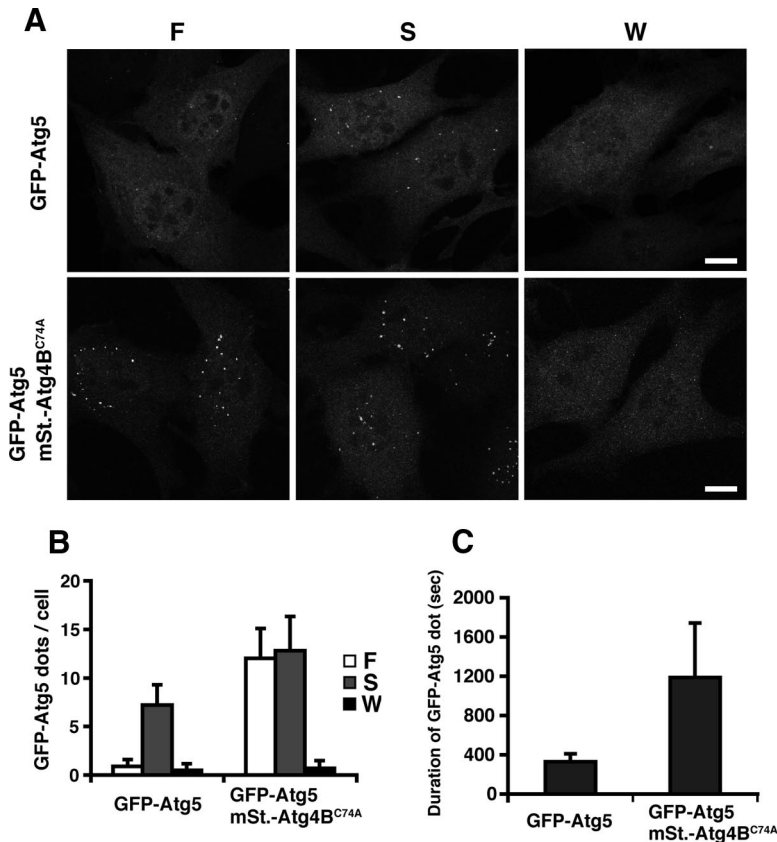 A
F S W
GFP-Atg5
GFP-Atg5
mSt.-Atg4B^C74A
B
GFP-Atg5 dots / cell
20
15
10
5
0
F
S
W
GFP-Atg5
GFP-Atg5
mSt.-Atg4B^C74A
C
Duration of GFP-Atg5 dot (sec)
2000
1600
1200
800
400
0
GFP-Atg5
GFP-Atg5
mSt.-Atg4B^C74A